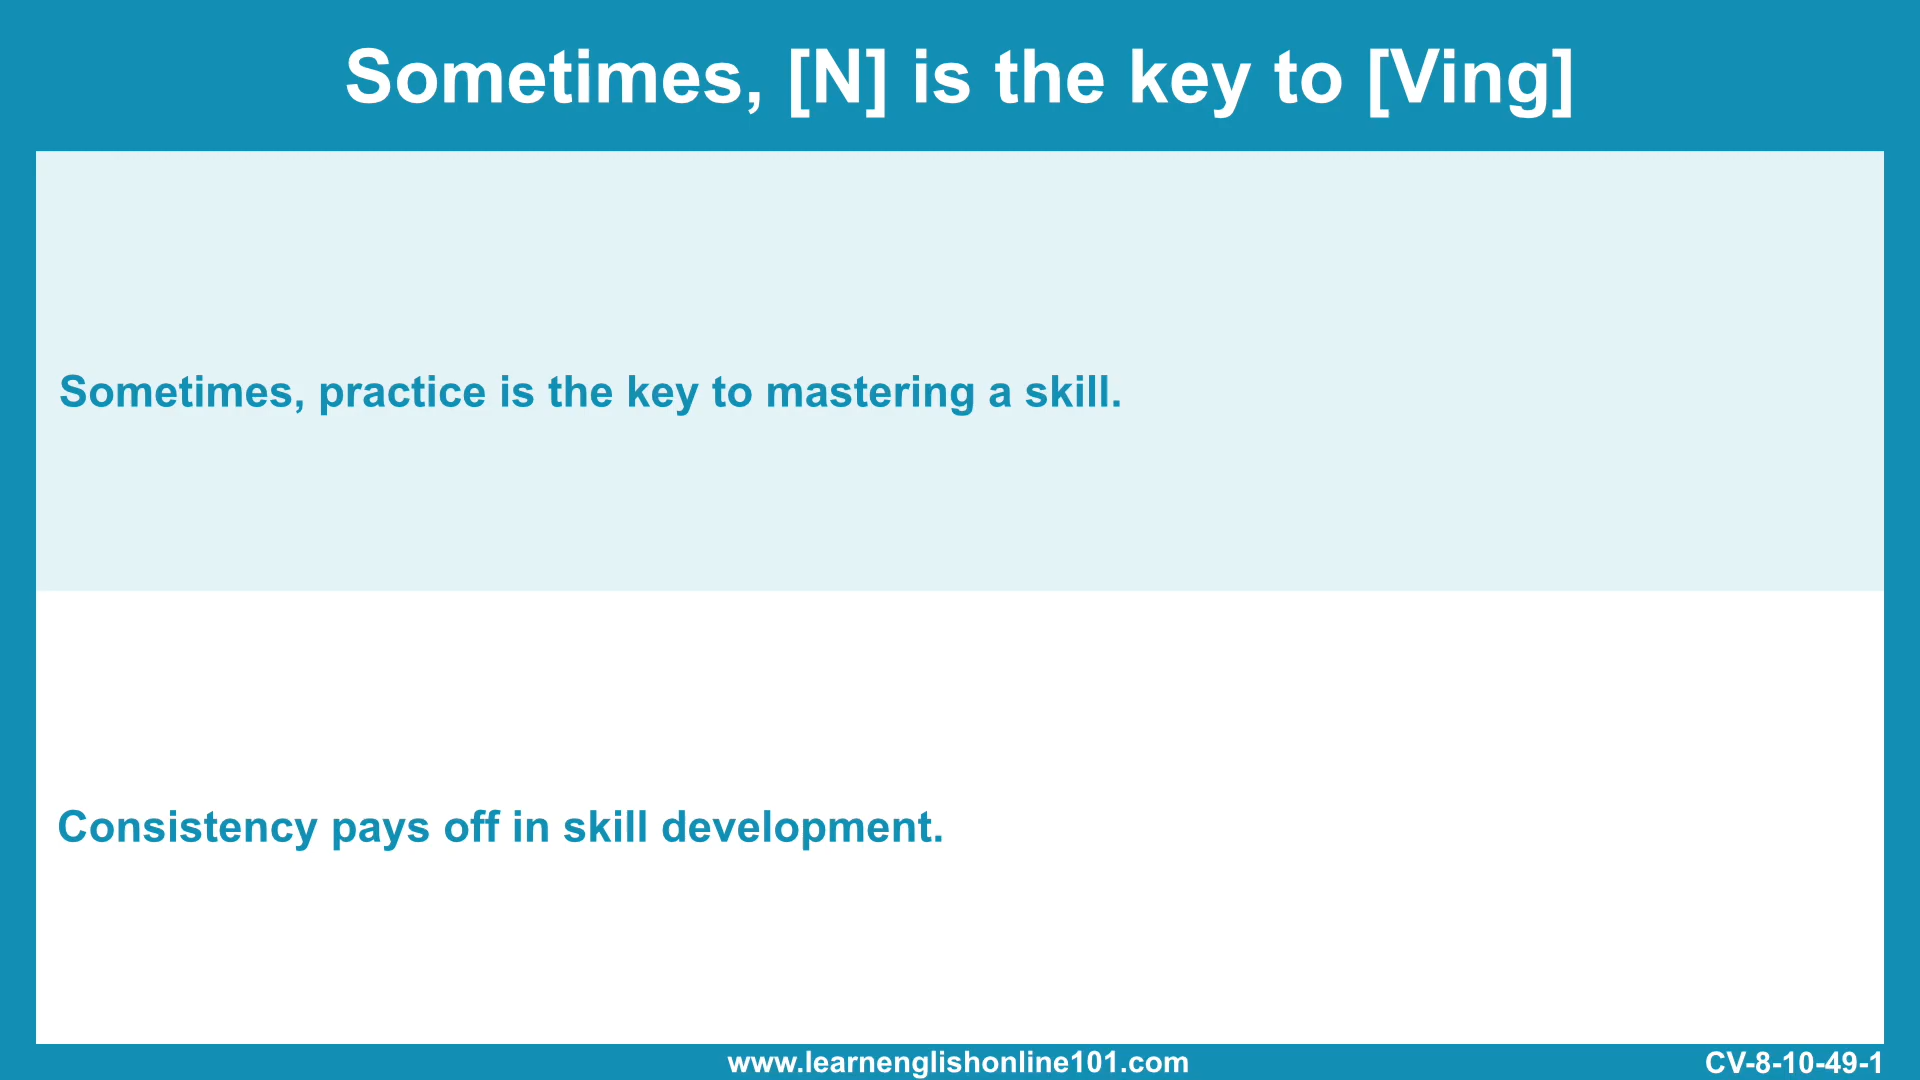 Sometimes, [N] is the key to [Ving]
Sometimes, practice is the key to mastering a skill.
Consistency pays off in skill development.
www.learnenglishonline101.com
CV-8-10-49-1